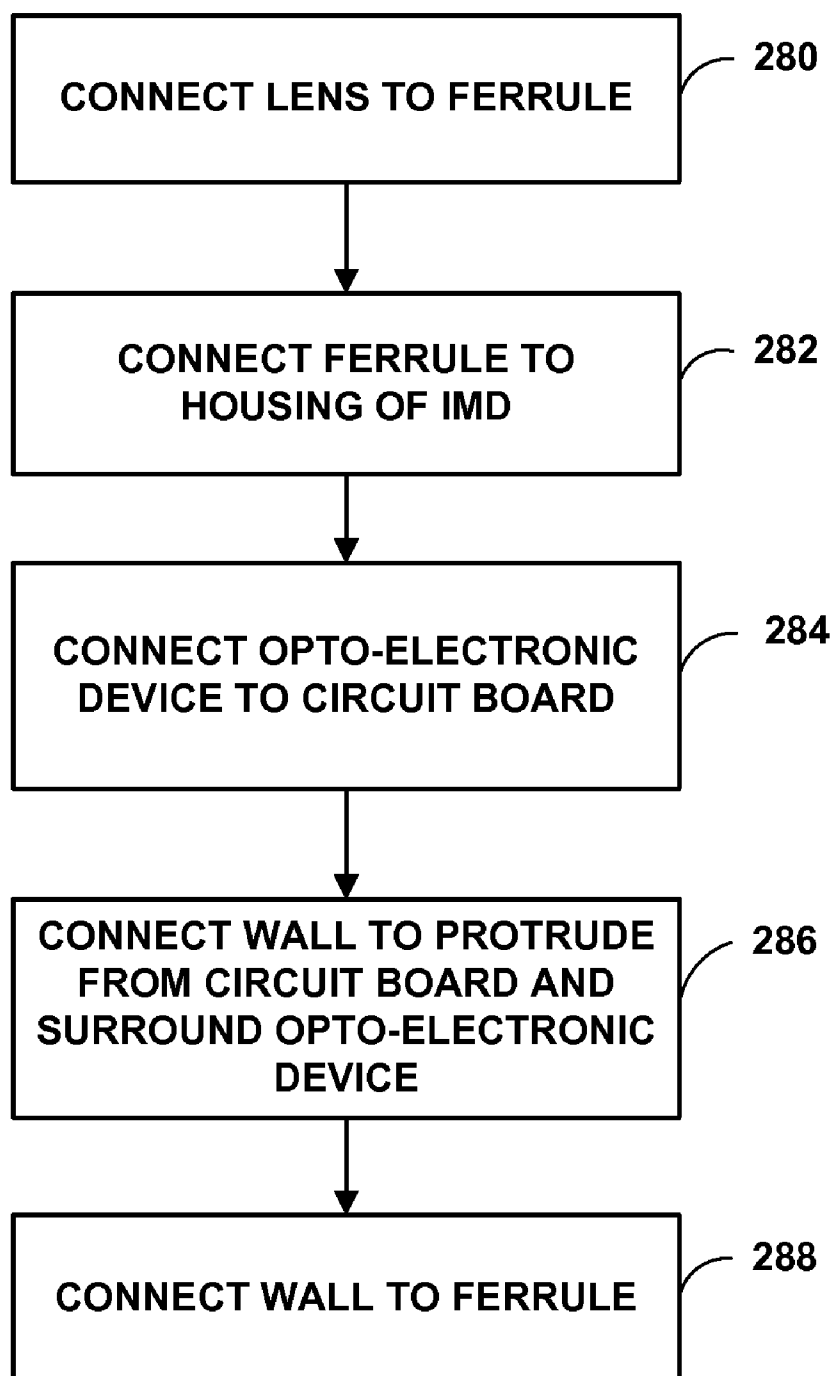 CONNECT LENS TO FERRULE
280
CONNECT FERRULE TO
HOUSING OF IMD
282
CONNECT OPTO-ELECTRONIC
DEVICE TO CIRCUIT BOARD
284
CONNECT WALL TO PROTRUDE
FROM CIRCUIT BOARD AND
SURROUND OPTO-ELECTRONIC
DEVICE
286
CONNECT WALL TO FERRULE
288